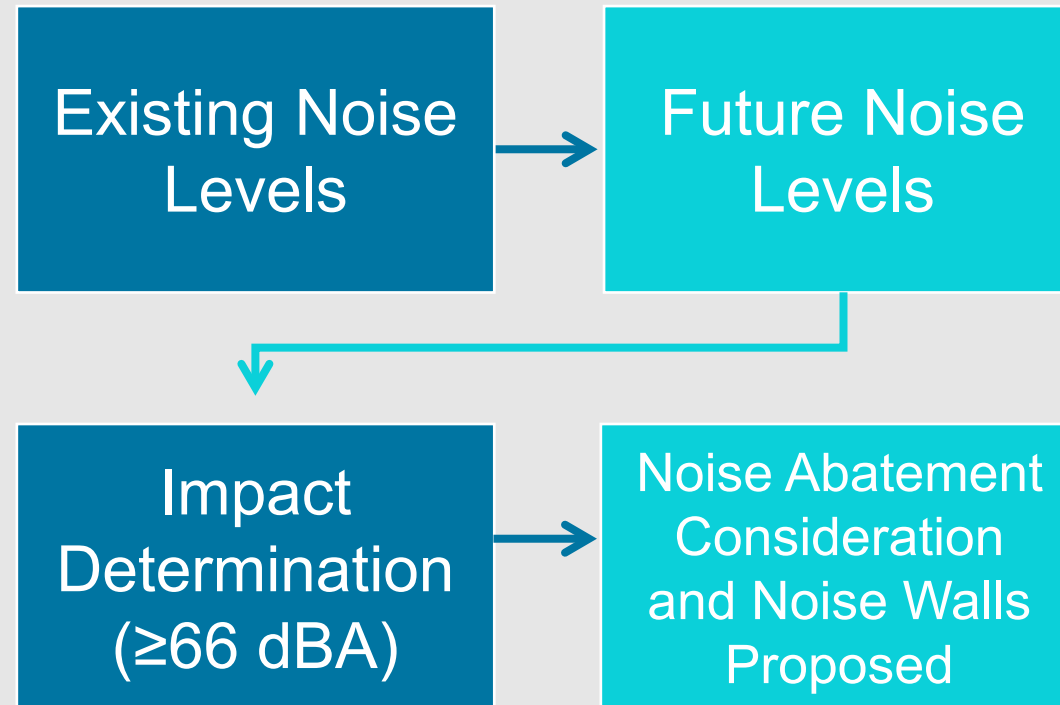 Existing Noise
Levels
Future Noise
Levels
Impact
Determination
(≥66 dBA)
Noise Abatement
Consideration
and Noise Walls
Proposed